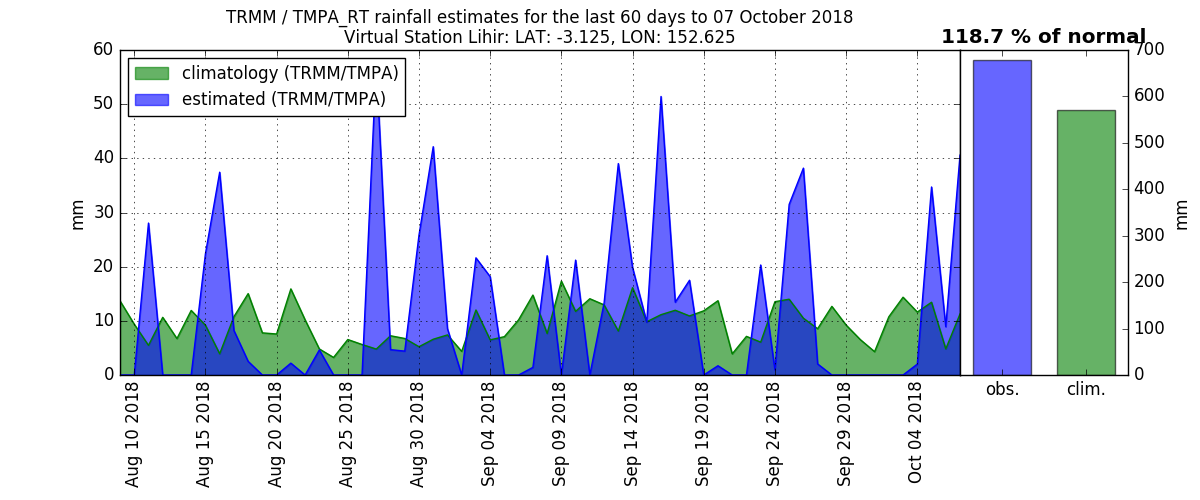 TRMM / TMPA_RT rainfall estimates for the last 60 days to 07 October 2018
Virtual Station Lihir: LAT: -3.125, LON: 152.625
118.7 % of normal
climatology (TRMM/TMPA)
estimated (TRMM/TMPA)
mm
60
50
40
30
20
10
0
Aug 10 2018
Aug 15 2018
Aug 20 2018
Aug 25 2018
Aug 30 2018
Sep 04 2018
Sep 09 2018
Sep 14 2018
Sep 19 2018
Sep 24 2018
Sep 29 2018
Oct 04 2018
obs.
clim.
700
600
500
400
300
200
100
0
mm